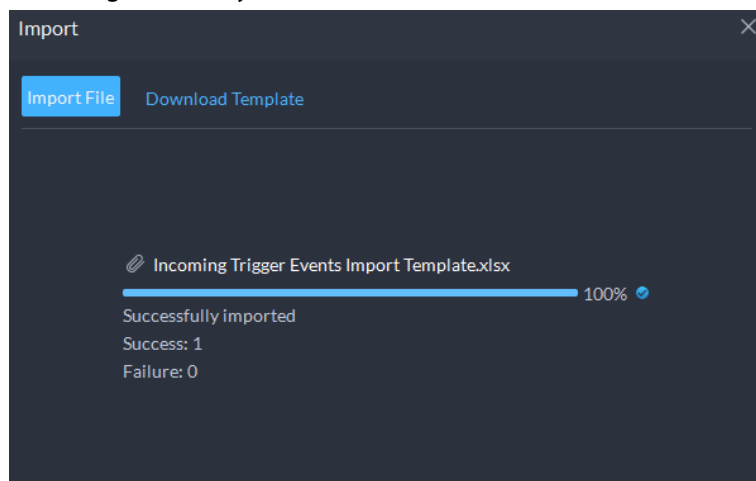 Import
Import File Download Template
Incoming Trigger Events Import Template.xlsx
100%
Successfully imported
Success: 1
Failure: 0